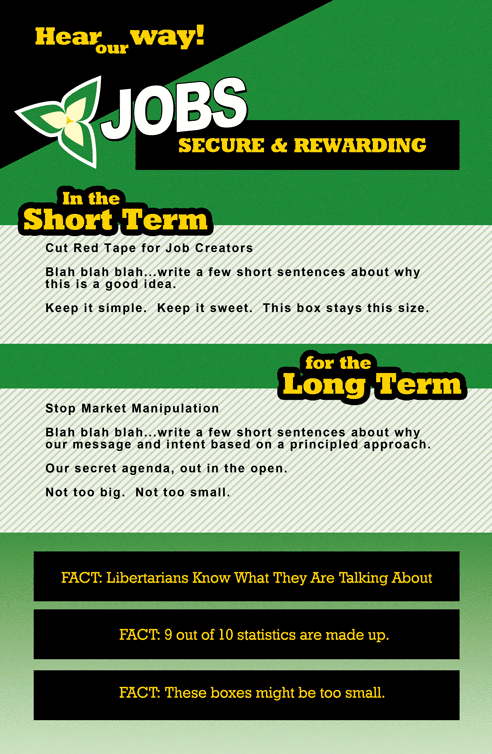 Hear our way!
JOBS
SECURE & REWARDING
In the
Short Term
Cut Red Tape for Job Creators
Blah blah blah...write a few short sentences about why
this is a good idea.
Keep it simple.  Keep it sweet.  This box stays this size.
for the
Long Term
Stop Market Manipulation
Blah blah blah...write a few short sentences about why
our message and intent based on a principled approach.
Our secret agenda, out in the open.
Not too big.  Not too small.
FACT: Libertarians Know What They Are Talking About
FACT: 9 out of 10 statistics are made up.
FACT: These boxes might be too small.